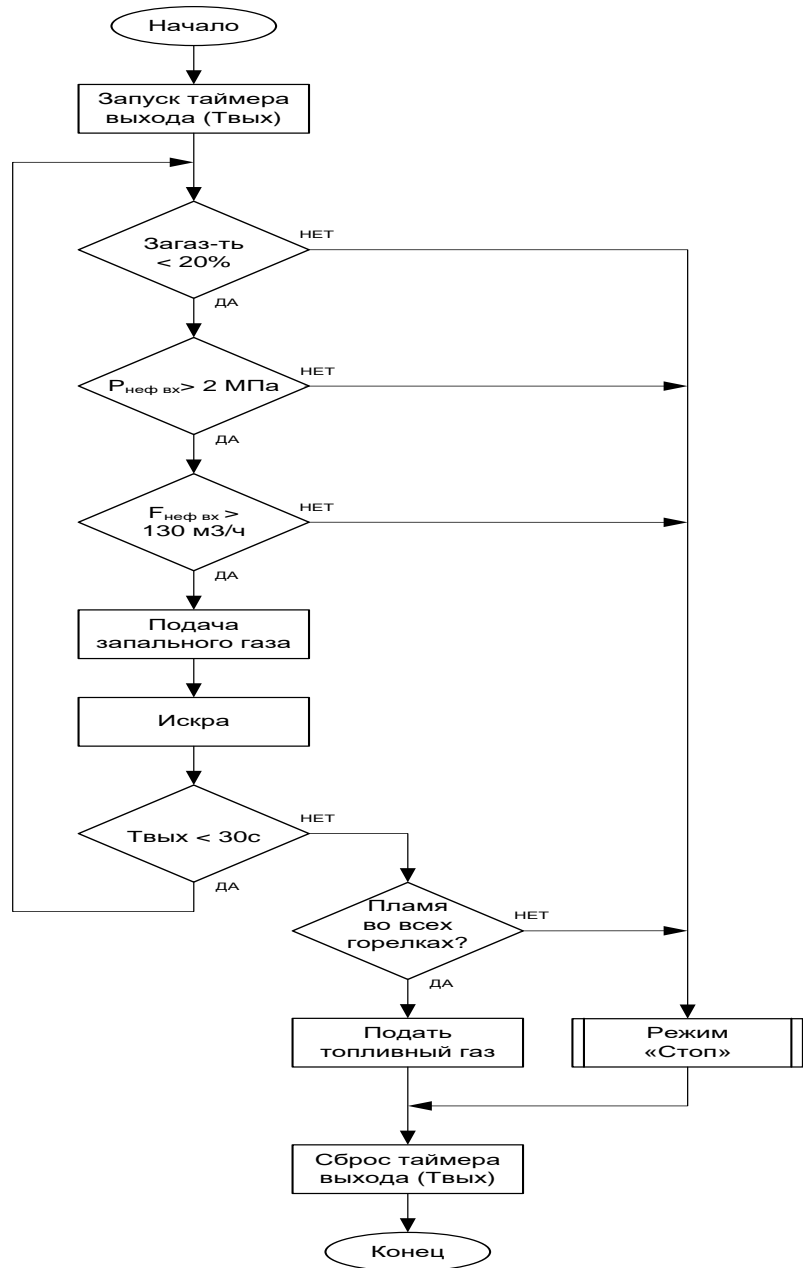 Начало
Запуск таймера
выхода (Твых)
Загаз-ть
< 20%
НЕТ
ДА
Pнеф вх> 2 МПа
НЕТ
ДА
Fнеф вх >
130 м3/ч
НЕТ
ДА
Подача
запального газа
Искра
Твых < 30с
НЕТ
ДА
Пламя
во всех
горелках?
НЕТ
ДА
Подать
топливный газ
Режим
«Стоп»
Сброс таймера
выхода (Твых)
Конец